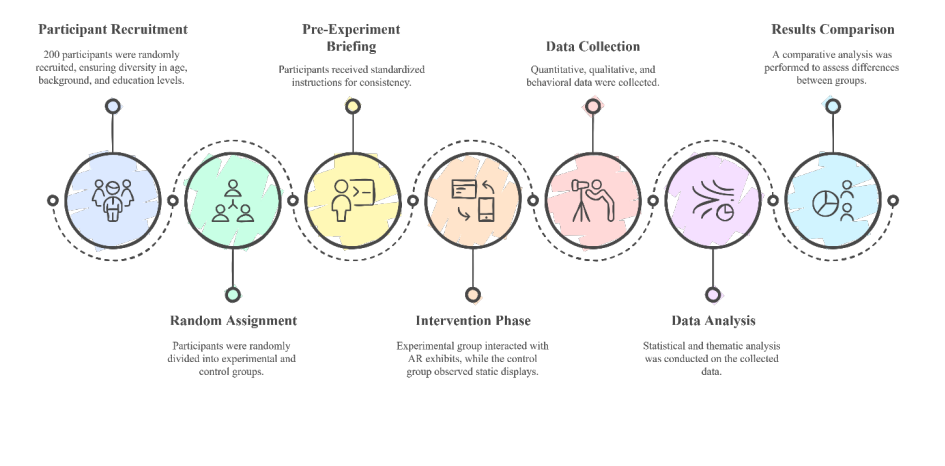 Participant Recruitment
200 participants were randomly
recruited, ensuring diversity in age,
background, and education levels.
Random Assignment
Participants were randomly
divided into experimental and
control groups.
Pre-Experiment
Briefing
Participants received standardized
instructions for consistency.
Intervention Phase
Experimental group interacted with
AR exhibits, while the control
group observed static displays.
Data Collection
Quantitative, qualitative, and
behavioral data were collected.
Data Analysis
Statistical and thematic analysis
was conducted on the collected
data.
Results Comparison
A comparative analysis was
performed to assess differences
between groups.